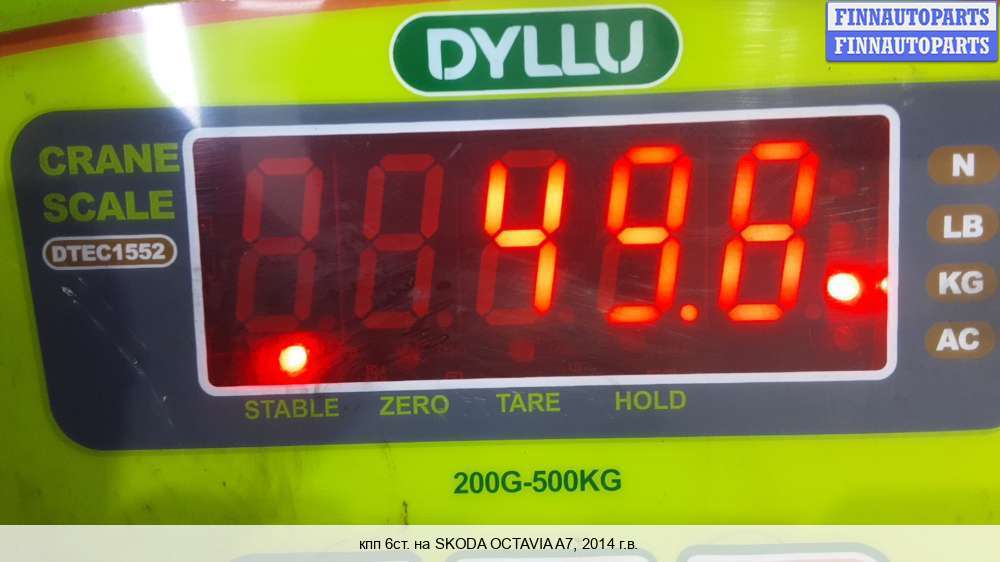 FINNAUTOPARTS
FINNAUTOPARTS
DYLLU
CRANE
SCALE
DTEC1552
49.8
N
LB
KG
AC
STABLE ZERO TARE HOLD
200G-500KG
кпп 6ст. на SKODA OCTAVIA A7, 2014 г.в.